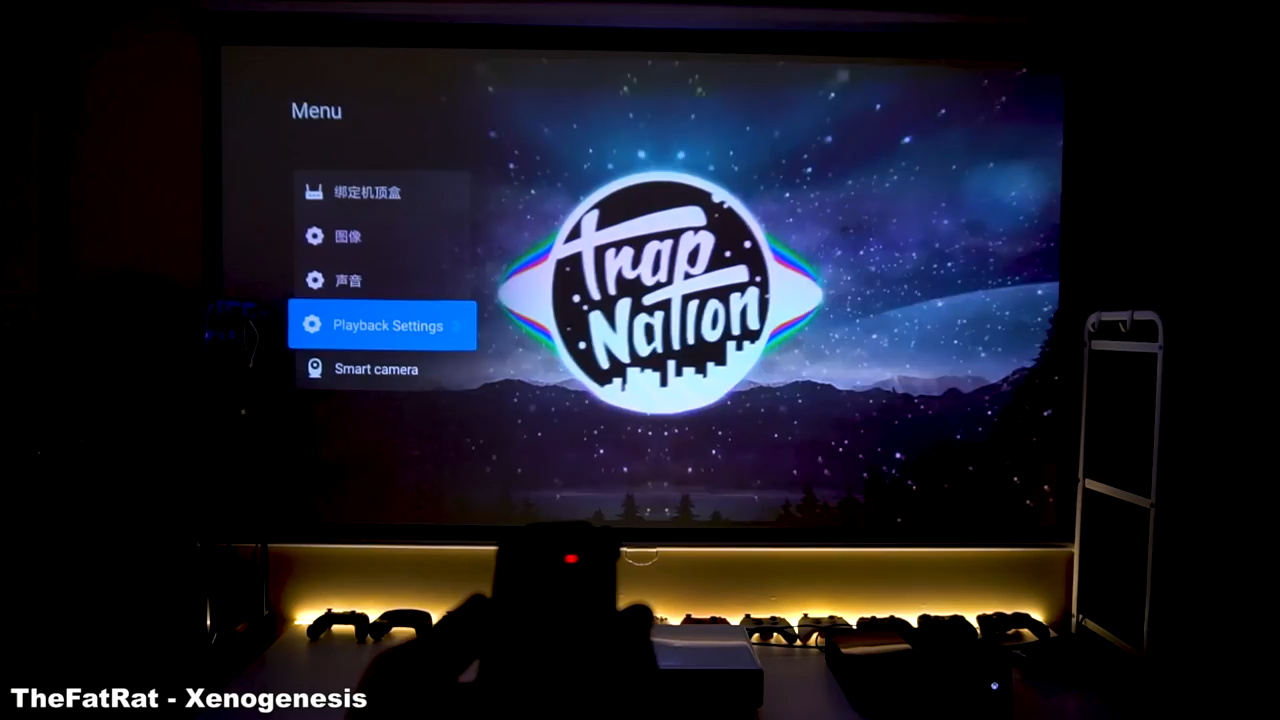 Menu
绑定机顶盒
图像
声音
Playback Settings
Smart camera
Trap
Nation
TheFatRat - Xenogenesis